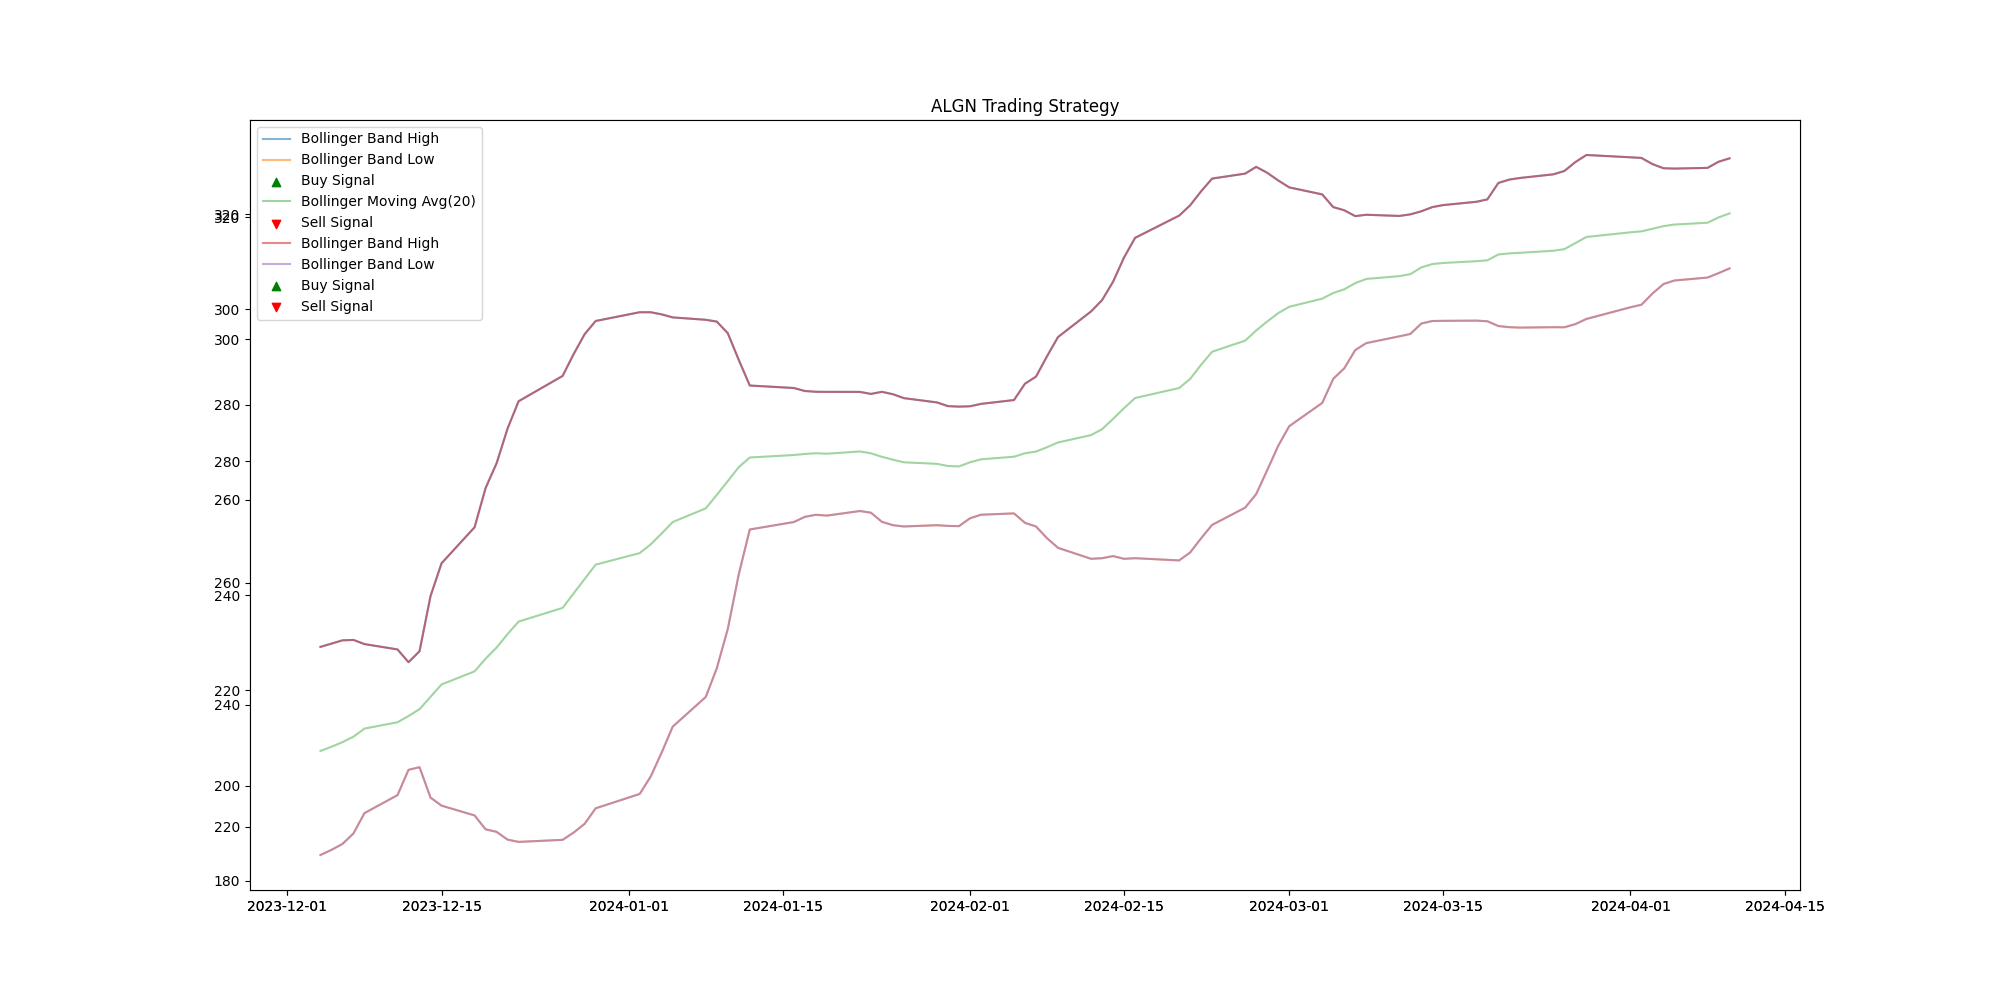 ALGN Trading Strategy
Bollinger Band High
Bollinger Band Low
Buy Signal
Bollinger Moving Avg(20)
Sell Signal
Bollinger Band High
Bollinger Band Low
Buy Signal
Sell Signal
320
320
300
300
280
280
260
260
240
220
240
200
220
180
2023-12-01 2023-12-15 2024-01-01 2024-01-15 2024-02-01 2024-02-15 2024-03-01 2024-03-15 2024-04-01 2024-04-15